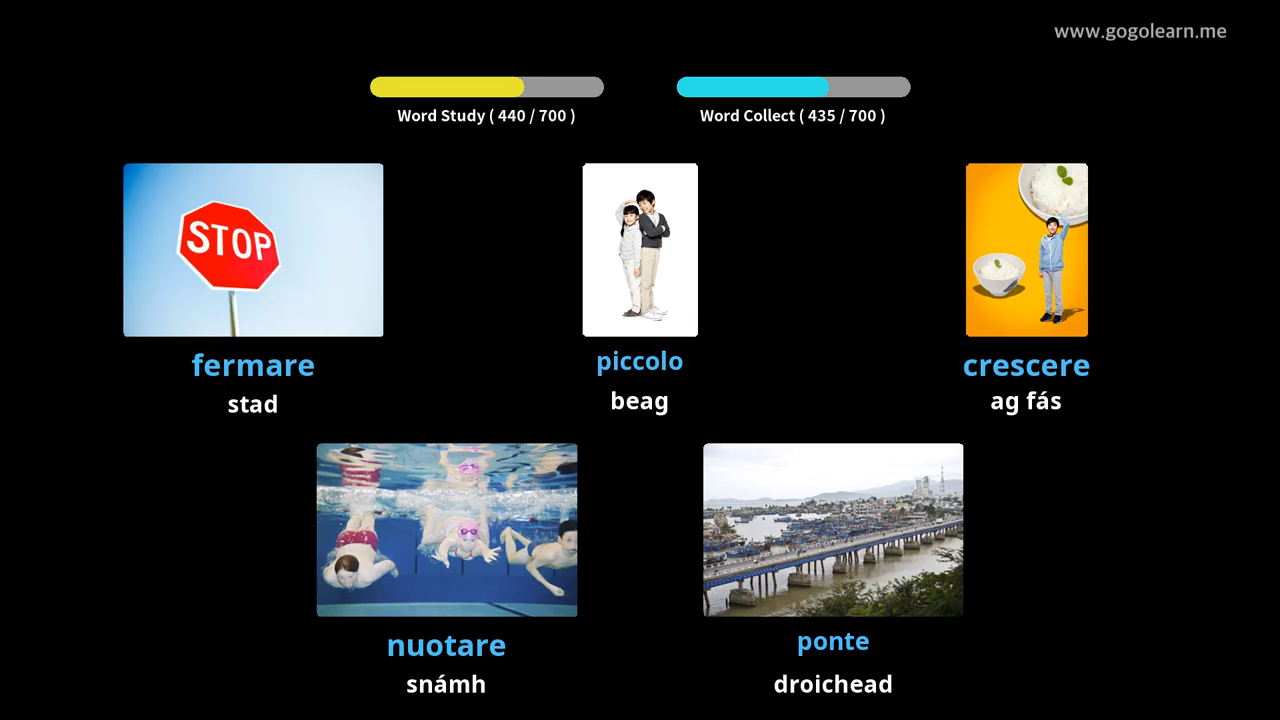 www.gogolearn.me
Word Study ( 440 / 700 )
Word Collect ( 435 / 700 )
STOP
fermare
stad
piccolo
beag
crescere
ag fás
nuotare
snámh
ponte
droichead